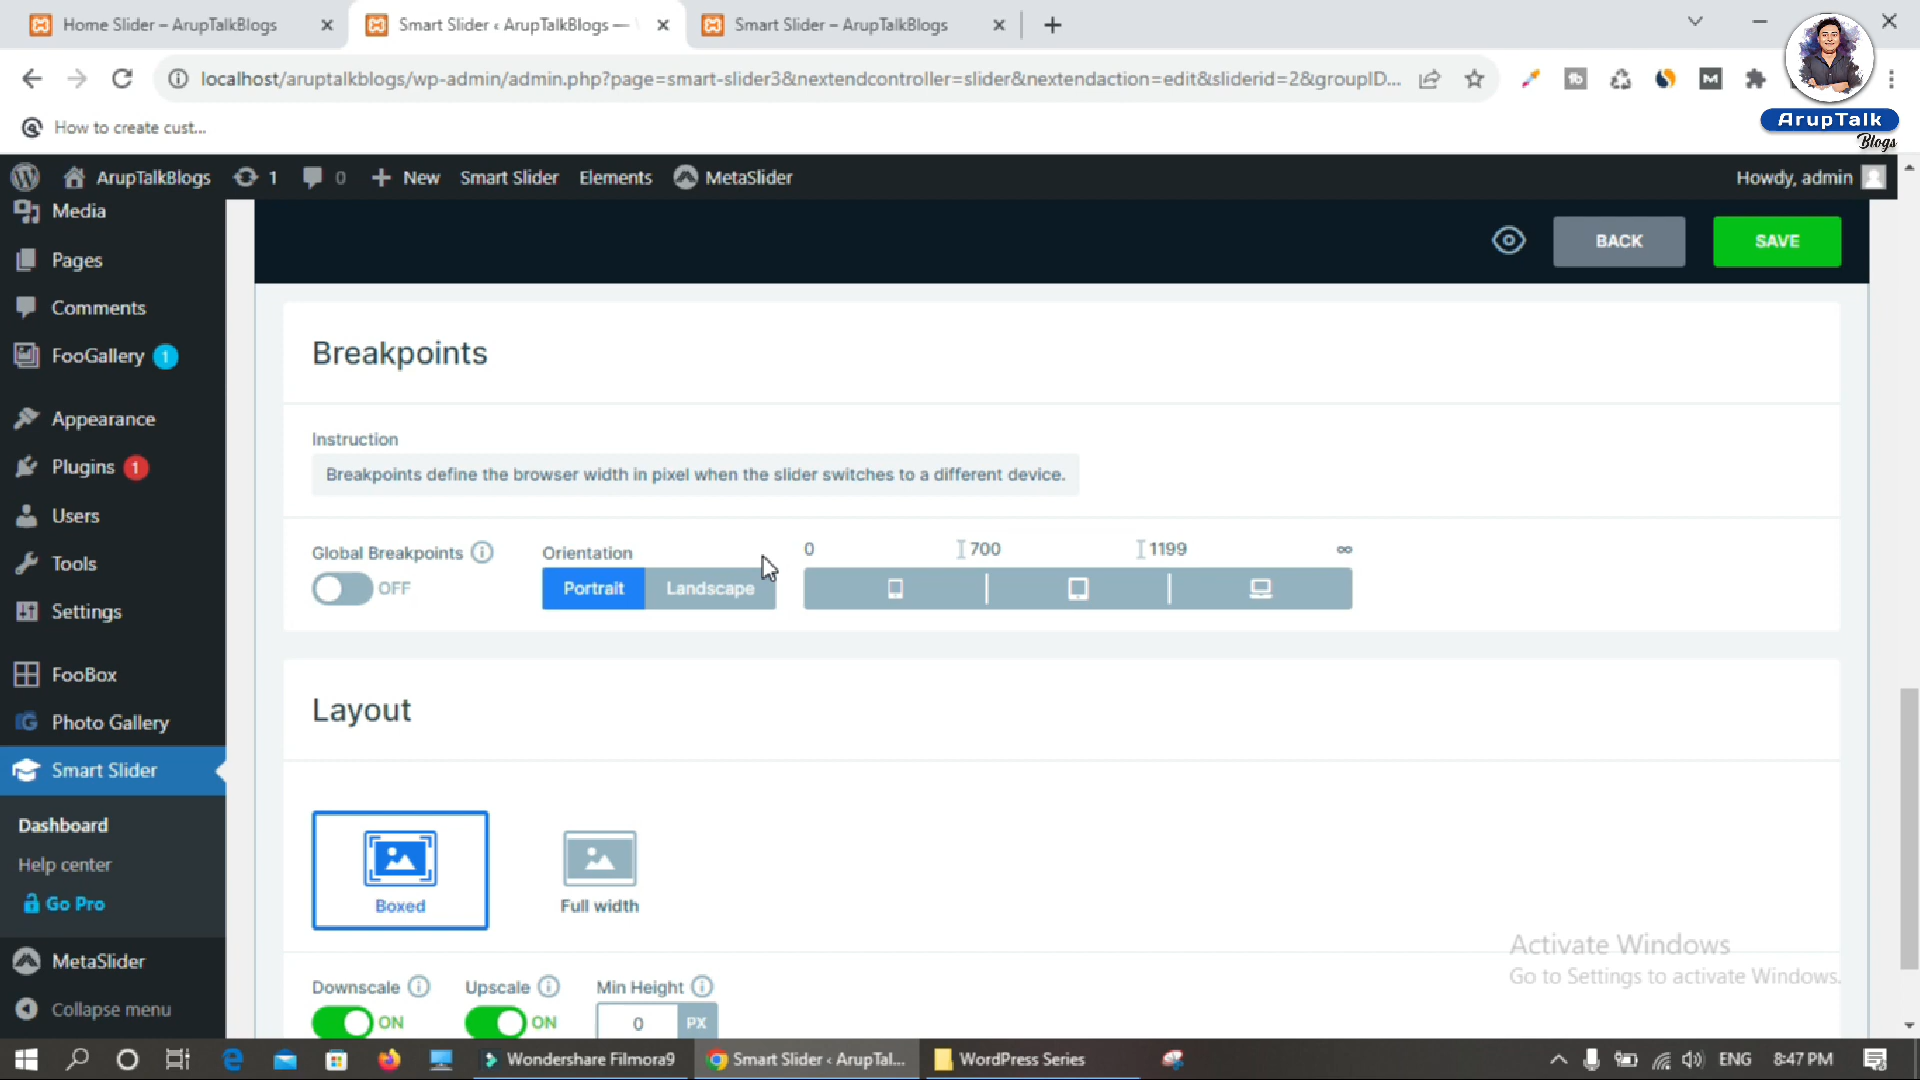 Home Slider – ArupTalkBlogs
Smart Slider ‹ ArupTalkBlogs —
Smart Slider – ArupTalkBlogs
localhost/aruptalkblogs/wp-admin/admin.php?page=smart-slider3&nextendcontroller=slider&nextendaction=edit&sliderid=2&groupID...
ArupTalk
Blogs
How to create cust...
ArupTalkBlogs 1 0 New Smart Slider Elements MetaSlider Howdy, admin
Media
Pages
Comments
FooGallery 1
Appearance
Plugins 1
Users
Tools
Settings
FooBox
Photo Gallery
Smart Slider
Dashboard
Help center
Go Pro
MetaSlider
Collapse menu
BACK SAVE
Breakpoints
Instruction
Breakpoints define the browser width in pixel when the slider switches to a different device.
Global Breakpoints Orientation 0 700 1199 ∞
OFF Portrait Landscape
Layout
Boxed Full width
Downscale Upscale Min Height
ON ON 0 PX
Activate Windows
Go to Settings to activate Windows.
Wondershare Filmora9 Smart Slider ‹ ArupTal... WordPress Series ENG 8:47 PM